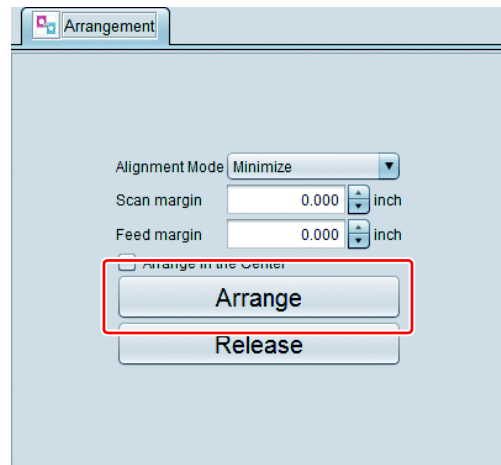 Arrangement
Alignment Mode Minimize
Scan margin 0.000 inch
Feed margin 0.000 inch
Arrange in the Center
Arrange
Release